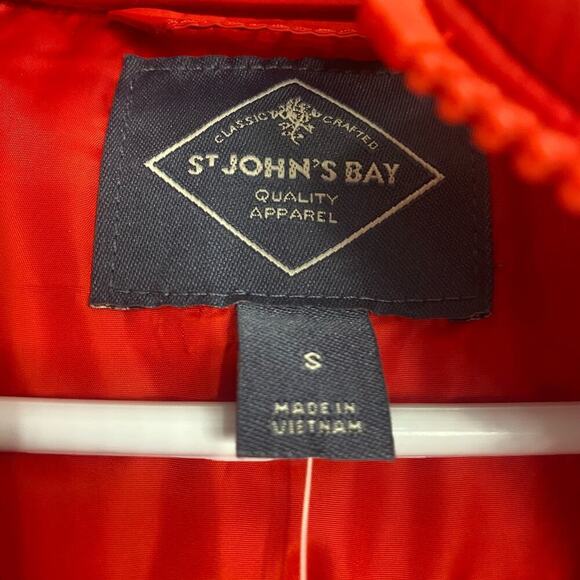 CLASSIC CRAFTED
ST JOHN'S BAY
QUALITY
APPAREL
S
MADE IN
VIETNAM